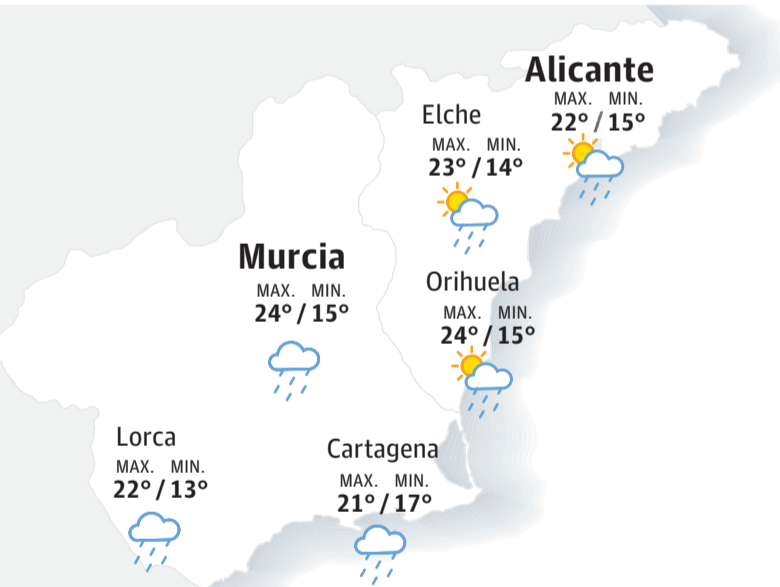 Alicante
MAX. MIN.
22° / 15°
Elche
MAX. MIN.
23° / 14°
Murcia
MAX. MIN.
24° / 15°
Orihuela
MAX. MIN.
24° / 15°
Lorca
MAX. MIN.
22° / 13°
Cartagena
MAX. MIN.
21° / 17°